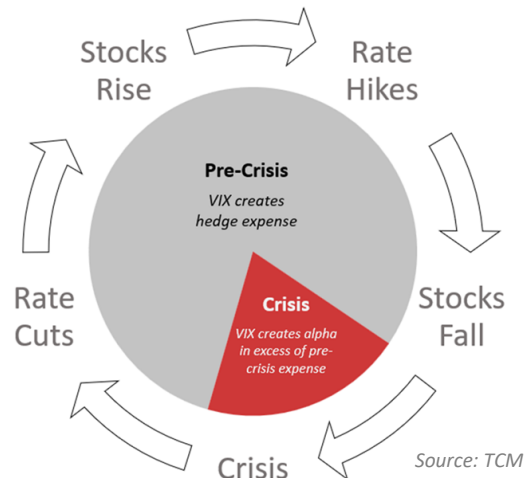 Stocks
Rise
Rate
Hikes
Pre-Crisis
VIX creates
hedge expense
Crisis
VIX creates alpha
in excess of pre-
crisis expense
Stocks
Fall
Rate
Cuts
Crisis
Source: TCM